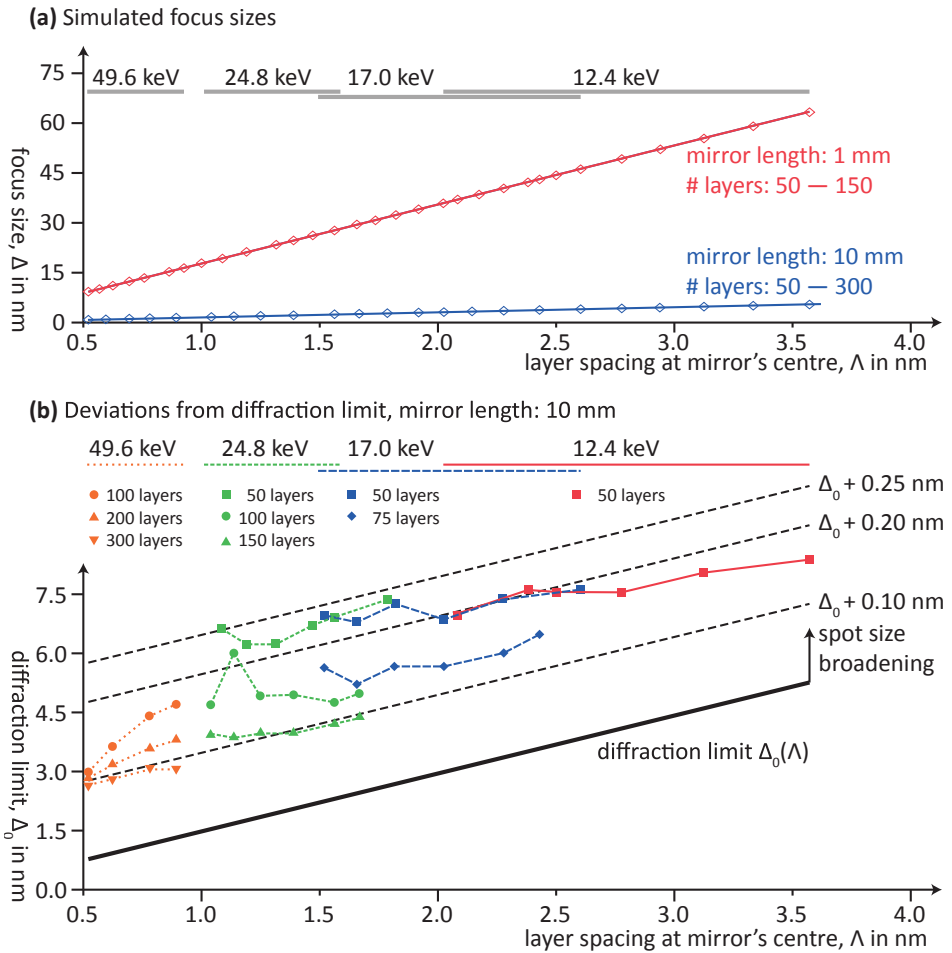 (a) Simulated focus sizes
75
60
45
30
15
0
focus size, Δ in nm
49.6 keV
24.8 keV
17.0 keV
12.4 keV
mirror length: 1 mm
# layers: 50 — 150
mirror length: 10 mm
# layers: 50 — 300
0.5
1.0
1.5
2.0
2.5
3.0
3.5
4.0
layer spacing at mirror's centre, Λ in nm
(b) Deviations from diffraction limit, mirror length: 10 mm
49.6 keV
24.8 keV
17.0 keV
12.4 keV
100 layers
200 layers
300 layers
50 layers
100 layers
150 layers
50 layers
75 layers
50 layers
Δ₀ + 0.25 nm
Δ₀ + 0.20 nm
Δ₀ + 0.10 nm
spot size
broadening
diffraction limit Δ₀(Λ)
7.5
6.0
4.5
3.0
1.5
0.0
diffraction limit, Δ₀ in nm
0.5
1.0
1.5
2.0
2.5
3.0
3.5
4.0
layer spacing at mirror's centre, Λ in nm